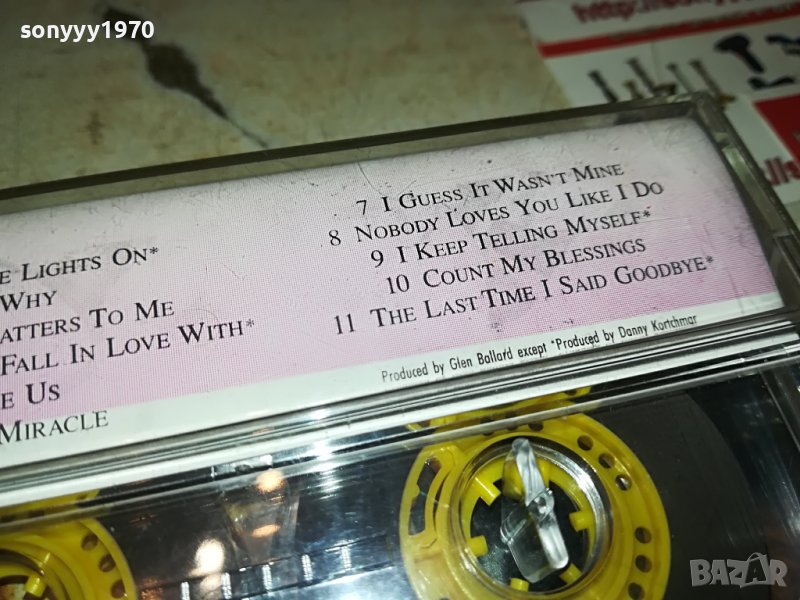 sonyyy1970
E LIGHTS ON*
WHY
ATTERS TO ME
FALL IN LOVE WITH*
E US
MIRACLE
7 I GUESS IT WASN'T MINE
8 NOBODY LOVES YOU LIKE I DO
9 I KEEP TELLING MYSELF*
10 COUNT MY BLESSINGS
11 THE LAST TIME I SAID GOODBYE*
Produced by Glen Ballard except *Produced by Danny Kortchmar
BAZAR